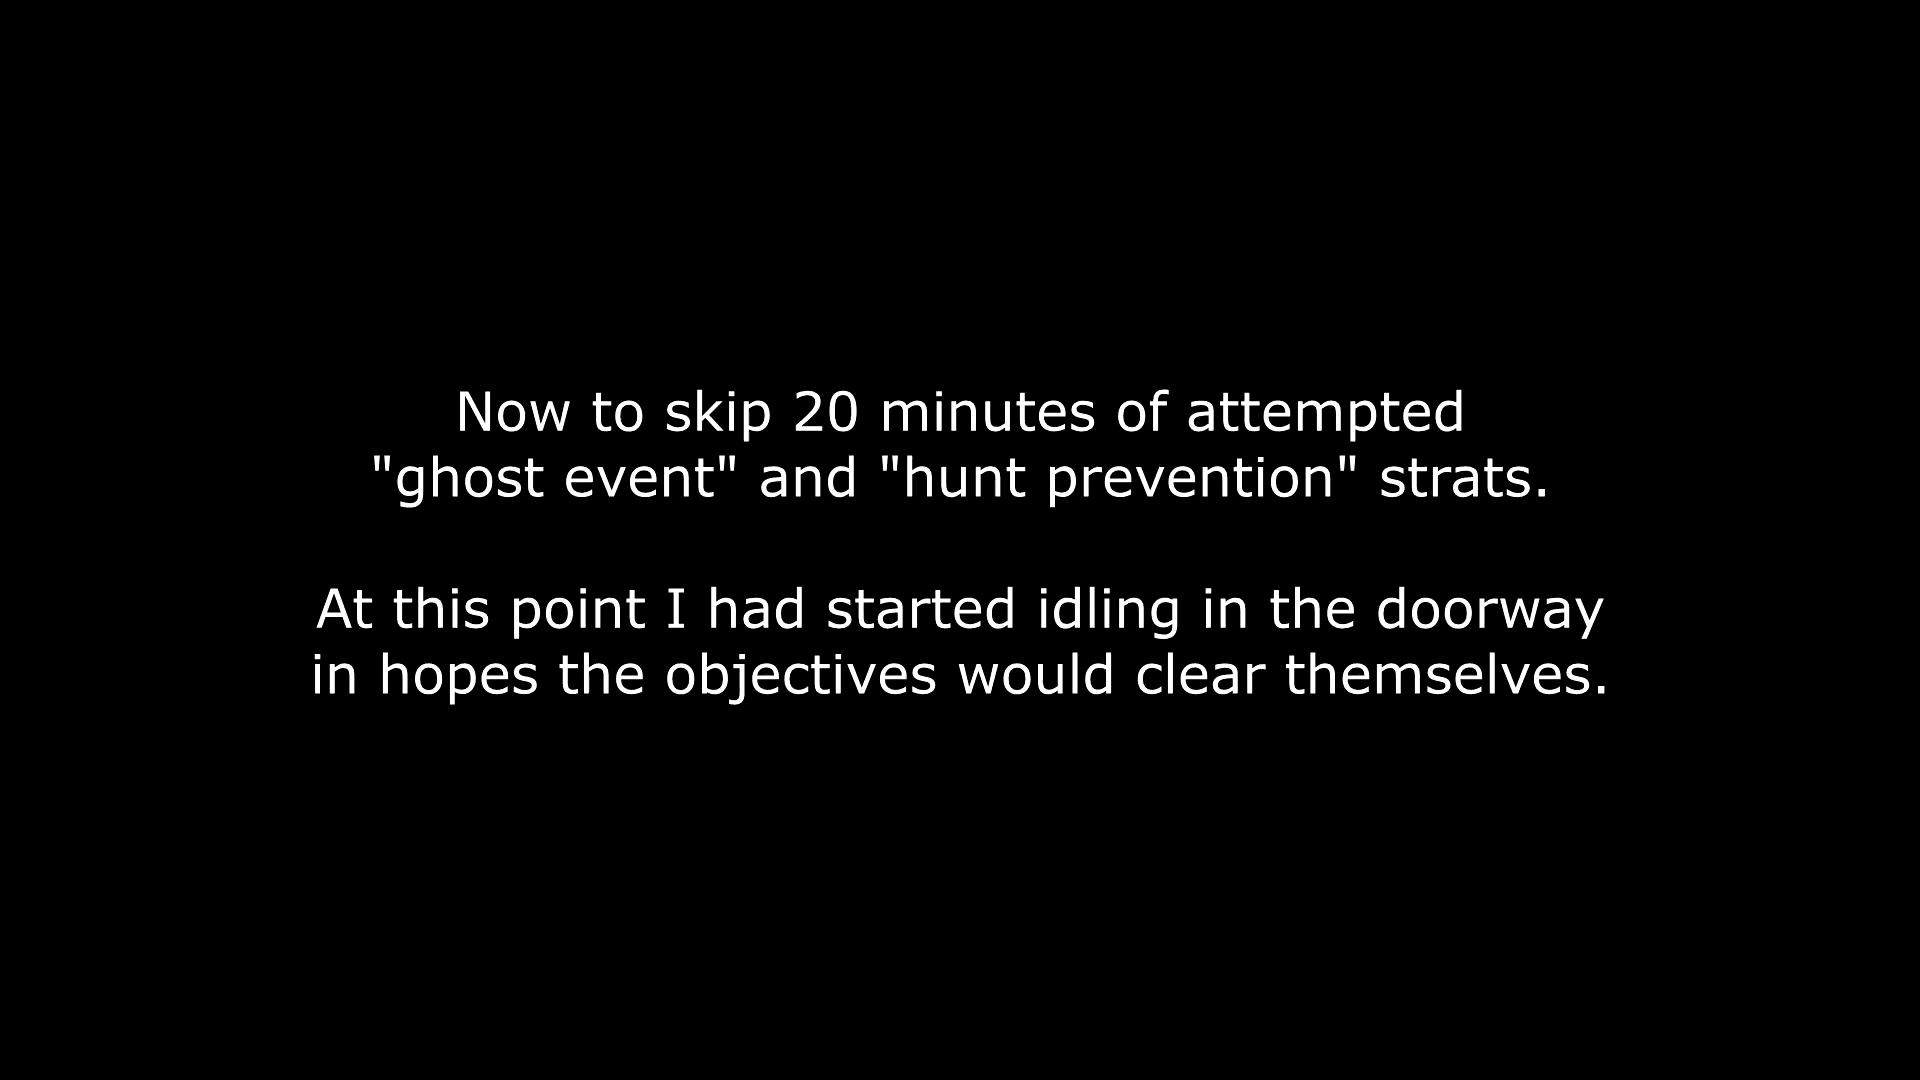 Now to skip 20 minutes of attempted
"ghost event" and "hunt prevention" strats.
At this point I had started idling in the doorway
in hopes the objectives would clear themselves.